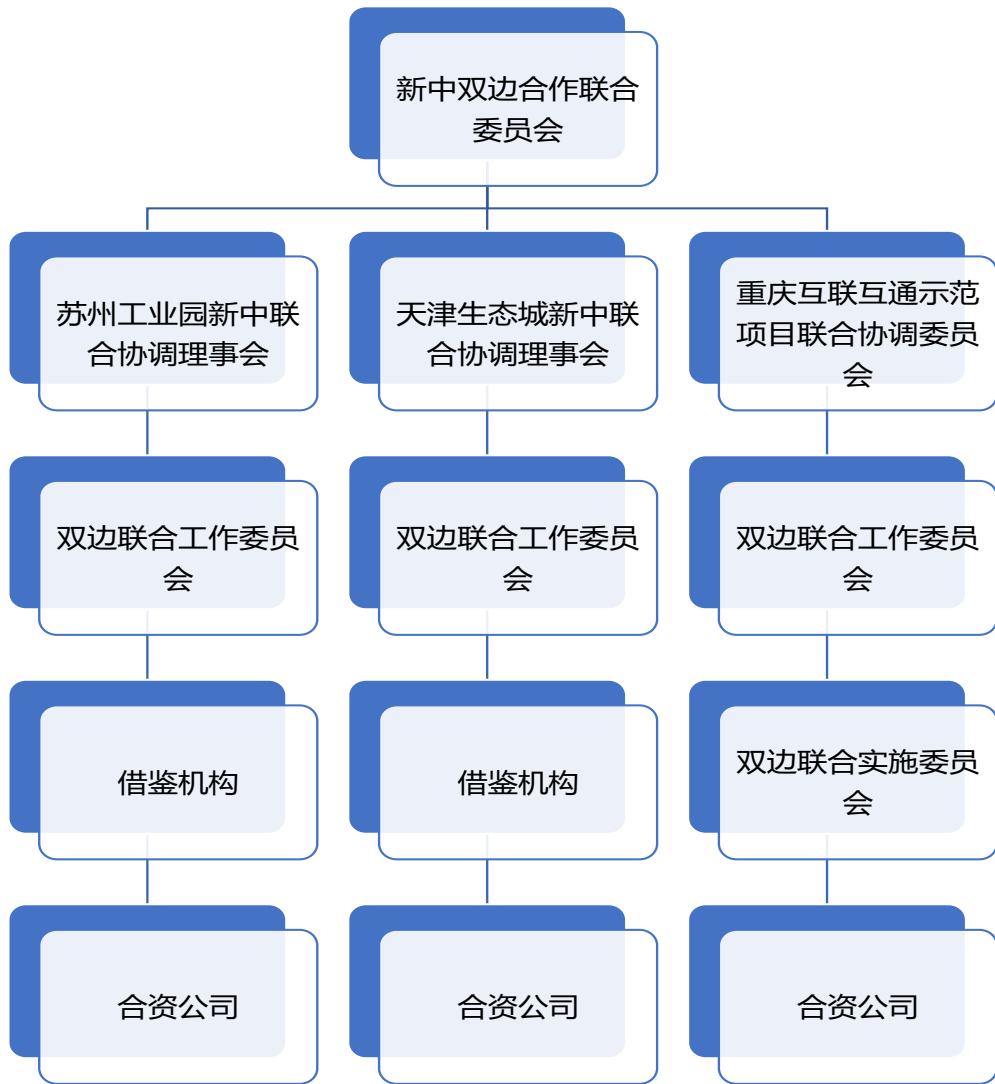 新中双边合作联合
委员会
苏州工业园新中联
合协调理事会
天津生态城新中联
合协调理事会
重庆互联互通示范
项目联合协调委员
会
双边联合工作委员
会
双边联合工作委员
会
双边联合工作委员
会
借鉴机构
借鉴机构
双边联合实施委员
会
合资公司
合资公司
合资公司